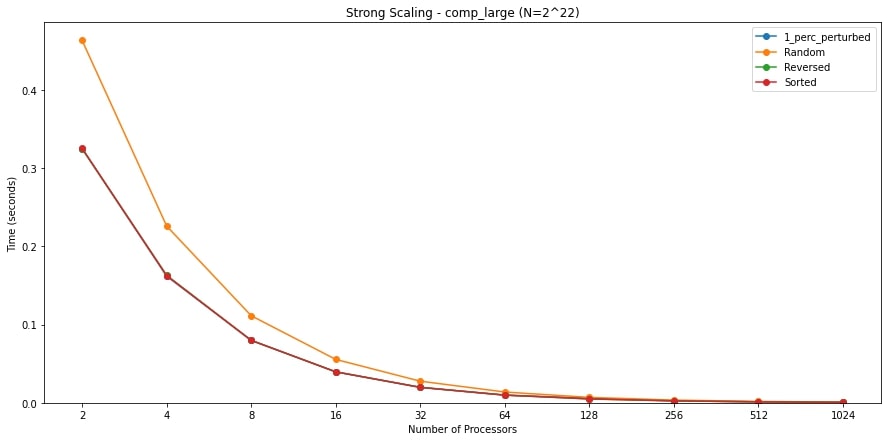 Strong Scaling - comp_large (N=2^22)
1_perc_perturbed
Random
Reversed
Sorted
Time (seconds)
0.4
0.3
0.2
0.1
0.0
2 4 8 16 32 64 128 256 512 1024
Number of Processors